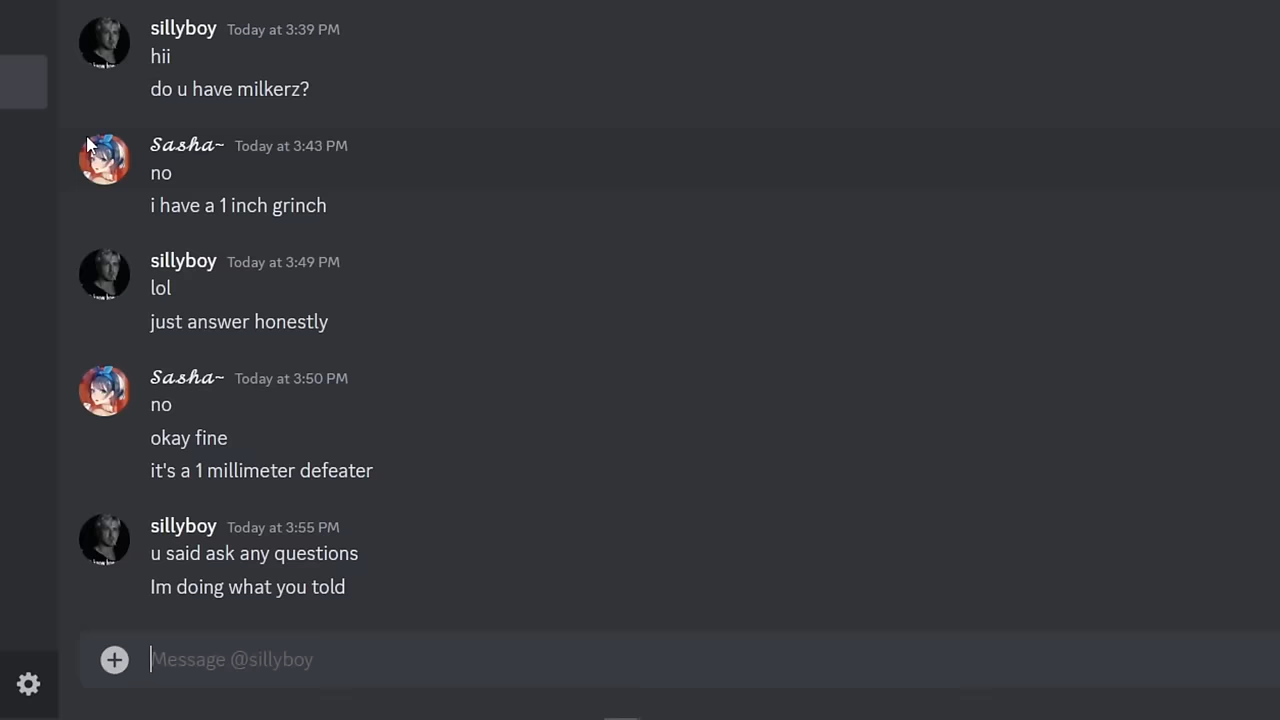 sillyboy Today at 3:39 PM
hii
do u have milkerz?
𝓢𝓪𝓼𝓱𝓪~ Today at 3:43 PM
no
i have a 1 inch grinch
sillyboy Today at 3:49 PM
lol
just answer honestly
𝓢𝓪𝓼𝓱𝓪~ Today at 3:50 PM
no
okay fine
it's a 1 millimeter defeater
sillyboy Today at 3:55 PM
u said ask any questions
Im doing what you told
Message @sillyboy